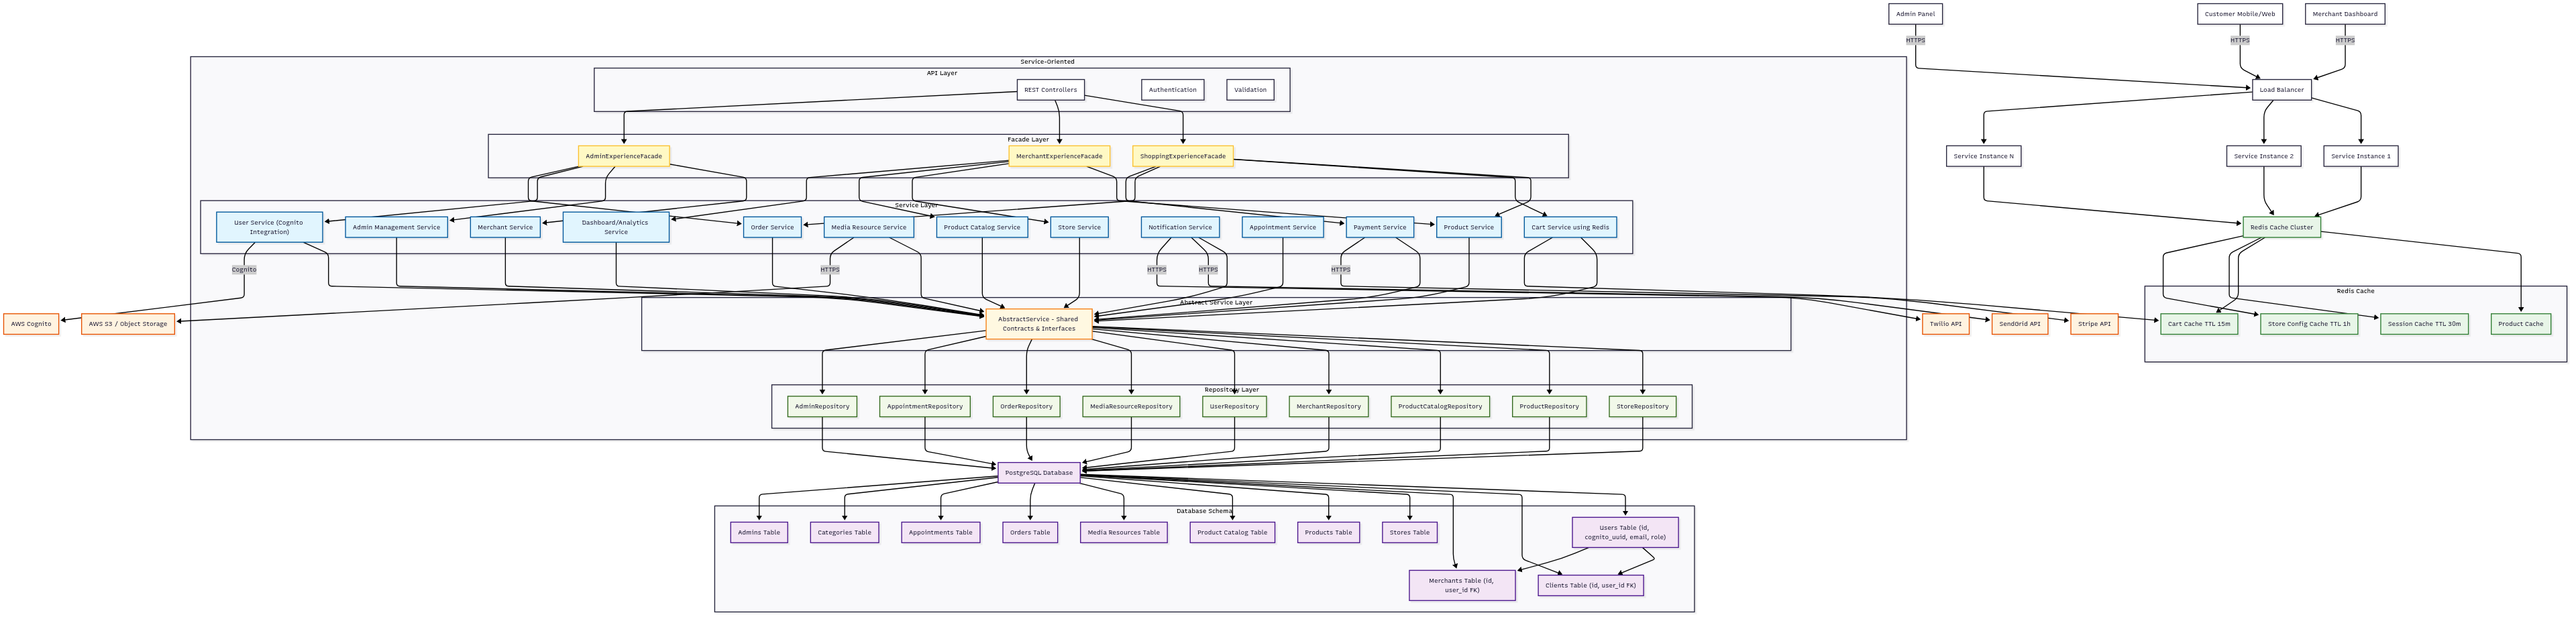 Admin Panel
Customer Mobile/Web
Merchant Dashboard
HTTPS
HTTPS
HTTPS
Service-Oriented
API Layer
REST Controllers
Authentication
Validation
Load Balancer
Facade Layer
AdminExperienceFacade
MerchantExperienceFacade
ShoppingExperienceFacade
Service Instance N
Service Instance 2
Service Instance 1
Service Layer
User Service (Cognito
Integration)
Admin Management Service
Merchant Service
Dashboard/Analytics
Service
Order Service
Media Resource Service
Product Catalog Service
Store Service
Notification Service
Appointment Service
Payment Service
Product Service
Cart Service using Redis
Redis Cache Cluster
Cognito
HTTPS
HTTPS
HTTPS
HTTPS
Redis Cache
Abstract Service Layer
AWS Cognito
AWS S3 / Object Storage
AbstractService - Shared
Contracts & Interfaces
Twilio API
SendGrid API
Stripe API
Cart Cache TTL 15m
Store Config Cache TTL 1h
Session Cache TTL 30m
Product Cache
Repository Layer
AdminRepository
AppointmentRepository
OrderRepository
MediaResourceRepository
UserRepository
MerchantRepository
ProductCatalogRepository
ProductRepository
StoreRepository
PostgreSQL Database
Database Schema
Admins Table
Categories Table
Appointments Table
Orders Table
Media Resources Table
Product Catalog Table
Products Table
Stores Table
Users Table (id,
cognito_uuid, email, role)
Merchants Table (id,
user_id FK)
Clients Table (id, user_id FK)